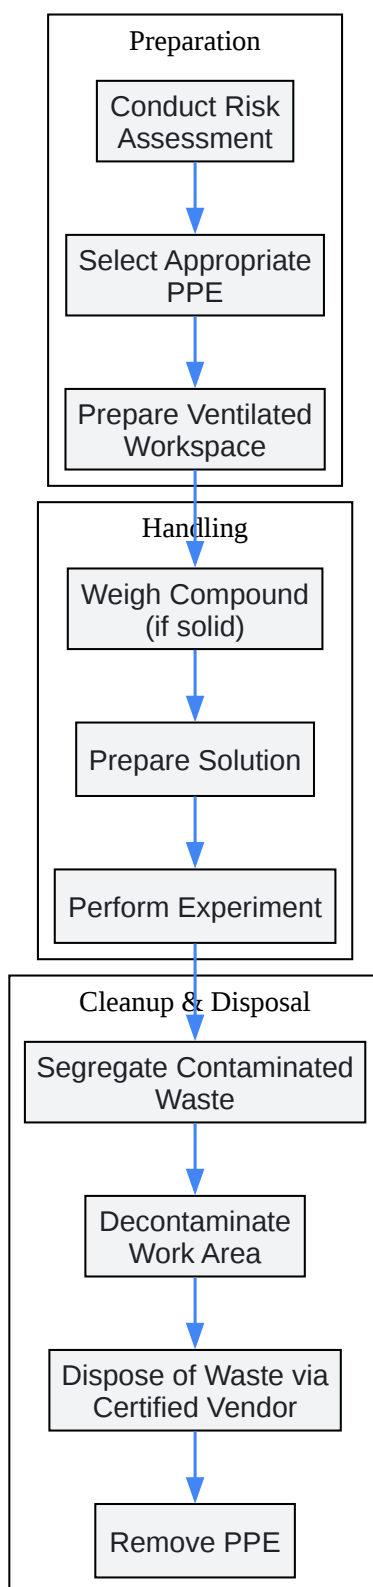 Preparation
Conduct Risk
Assessment
Select Appropriate
PPE
Prepare Ventilated
Workspace
Handling
Weigh Compound
(if solid)
Prepare Solution
Perform Experiment
Cleanup & Disposal
Segregate Contaminated
Waste
Decontaminate
Work Area
Dispose of Waste via
Certified Vendor
Remove PPE